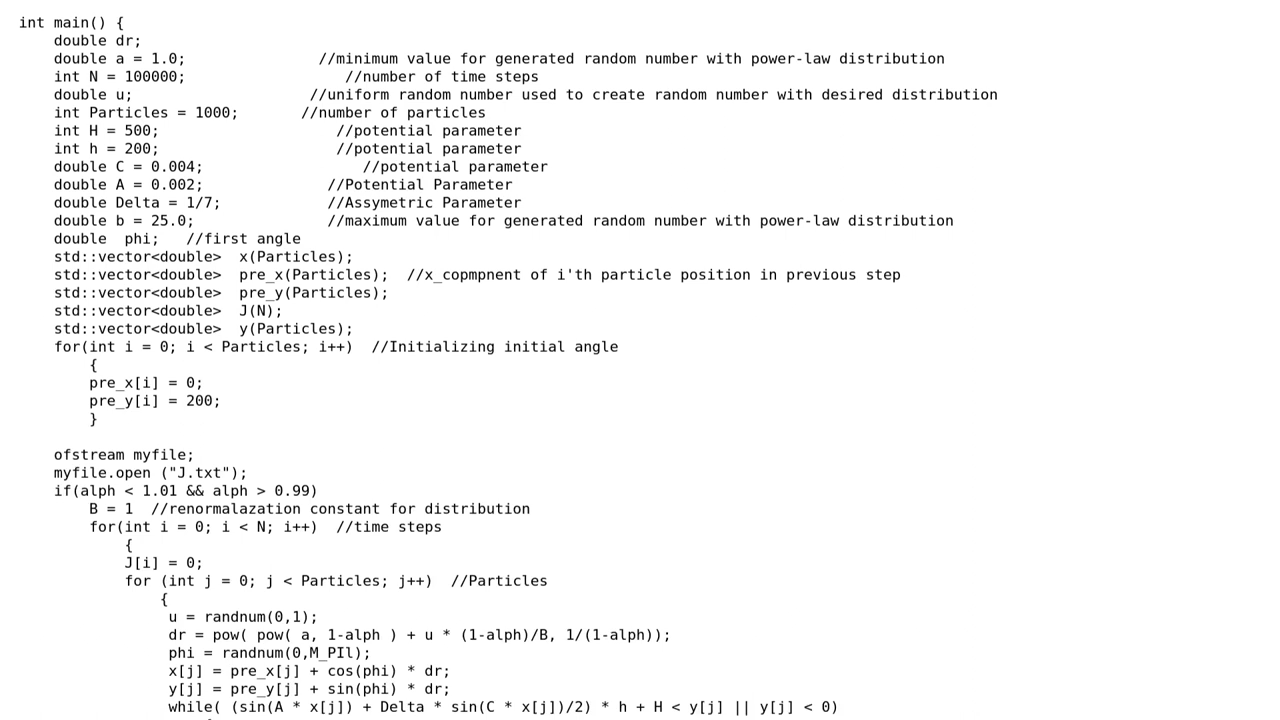 int main() {
    double dr;
    double a = 1.0;               //minimum value for generated random number with power-law distribution
    int N = 100000;                  //number of time steps
    double u;                    //uniform random number used to create random number with desired distribution
    int Particles = 1000;       //number of particles
    int H = 500;                    //potential parameter
    int h = 200;                    //potential parameter
    double C = 0.004;                  //potential parameter
    double A = 0.002;              //Potential Parameter
    double Delta = 1/7;            //Assymetric Parameter
    double b = 25.0;               //maximum value for generated random number with power-law distribution
    double  phi;   //first angle
    std::vector<double>  x(Particles);
    std::vector<double>  pre_x(Particles);  //x_copmpnent of i'th particle position in previous step
    std::vector<double>  pre_y(Particles);
    std::vector<double>  J(N);
    std::vector<double>  y(Particles);
    for(int i = 0; i < Particles; i++)  //Initializing initial angle
        {
        pre_x[i] = 0;
        pre_y[i] = 200;
        }
    ofstream myfile;
    myfile.open ("J.txt");
    if(alph < 1.01 && alph > 0.99)
        B = 1  //renormalazation constant for distribution
        for(int i = 0; i < N; i++)  //time steps
            {
            J[i] = 0;
            for (int j = 0; j < Particles; j++)  //Particles
                {
                 u = randnum(0,1);
                 dr = pow( pow( a, 1-alph ) + u * (1-alph)/B, 1/(1-alph));
                 phi = randnum(0,M_PIl);
                 x[j] = pre_x[j] + cos(phi) * dr;
                 y[j] = pre_y[j] + sin(phi) * dr;
                 while( (sin(A * x[j]) + Delta * sin(C * x[j])/2) * h + H < y[j] || y[j] < 0)